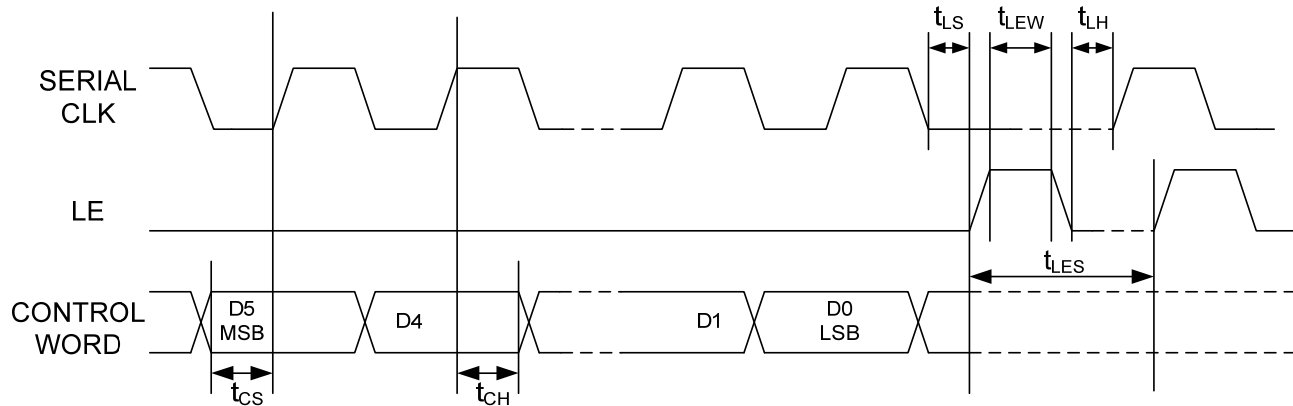 tLS tLEW tLH
SERIAL
CLK
LE
tLES
CONTROL
WORD
D5
MSB
D4
D1
D0
LSB
tCS
tCH